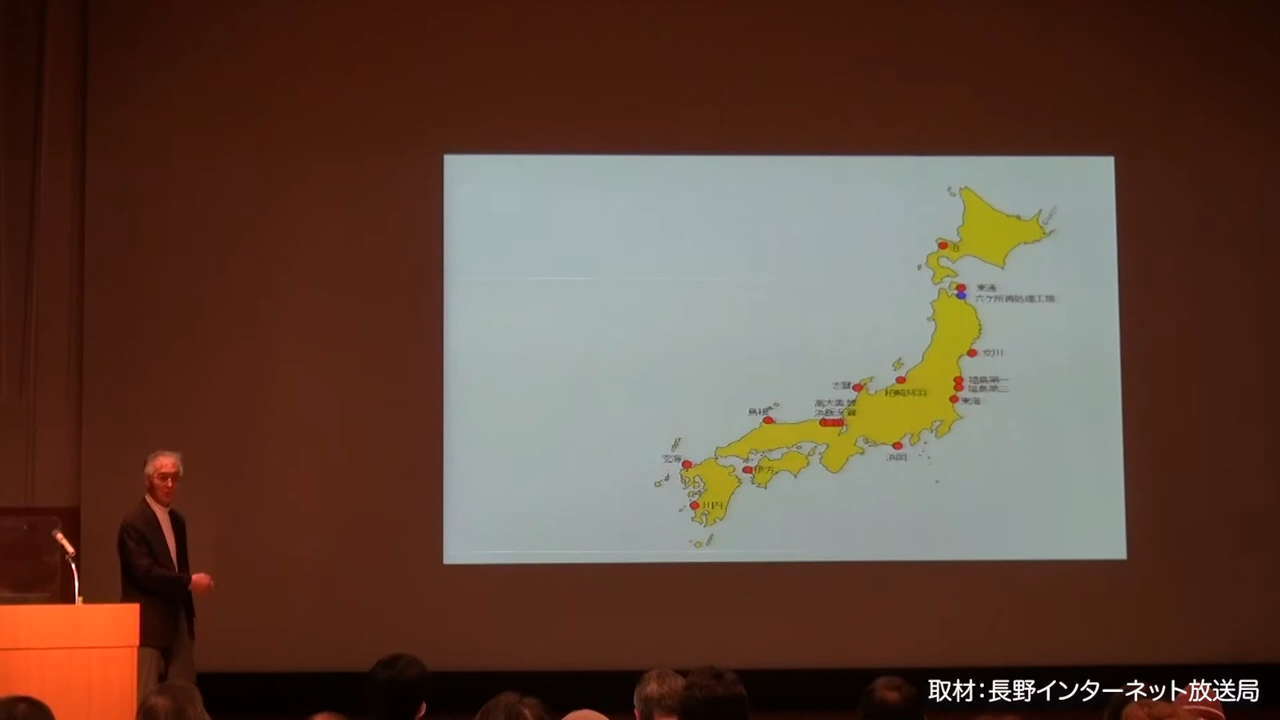 泊
東通
六ケ所再処理工場
女川
福島第一
福島第二
東海
志賀
柏崎刈羽
高大美敦
浜飯浜賀
島根
浜岡
玄海
伊方
川内
取材：長野インターネット放送局